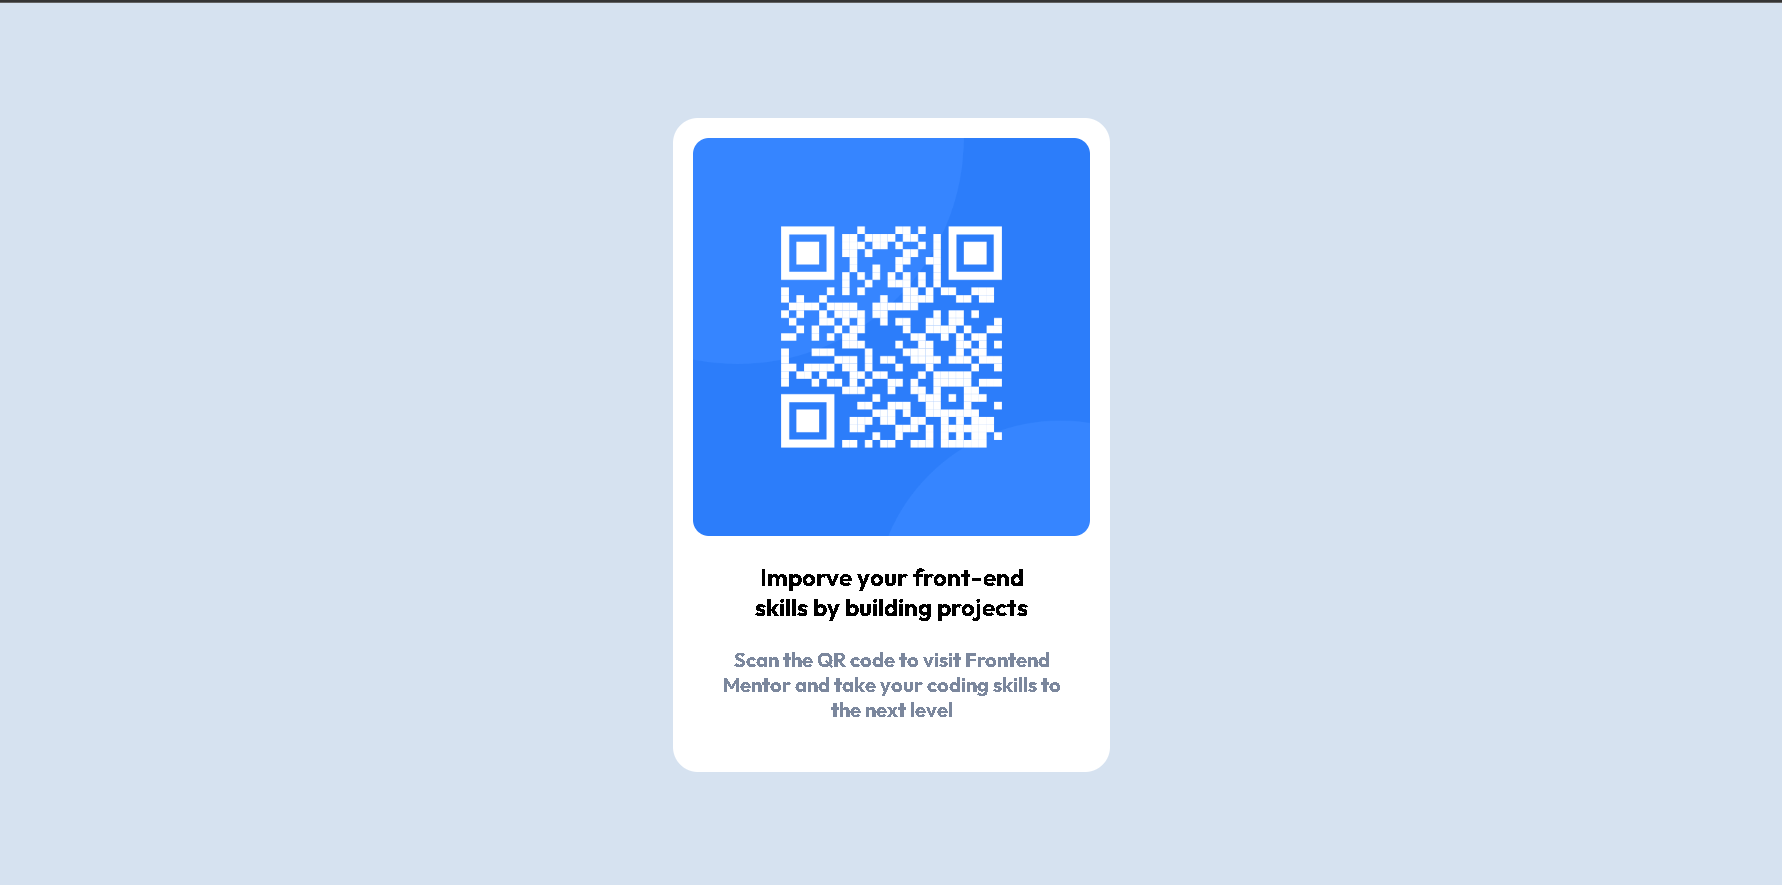 Imporve your front-end
skills by building projects
Scan the QR code to visit Frontend
Mentor and take your coding skills to
the next level